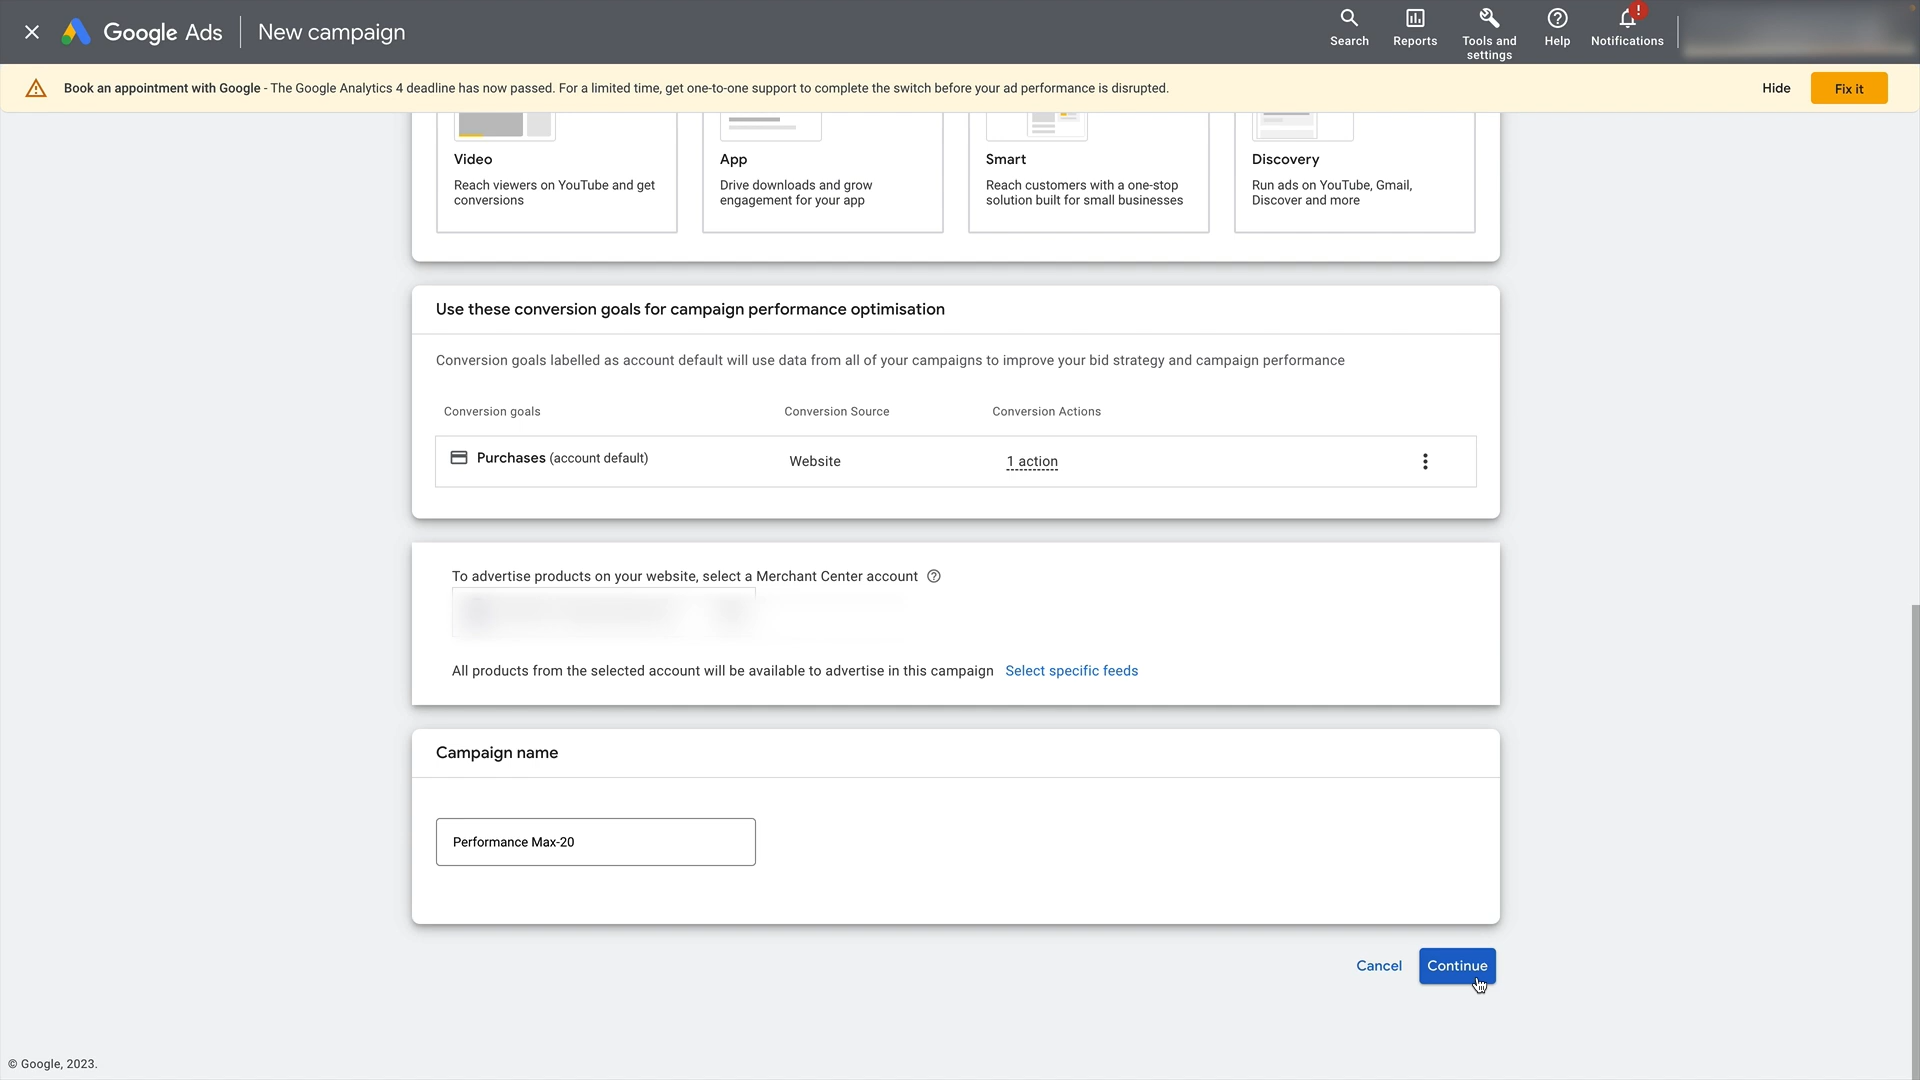 Google Ads
New campaign
Search
Reports
Tools and
settings
Help
!
Notifications
Book an appointment with Google - The Google Analytics 4 deadline has now passed. For a limited time, get one-to-one support to complete the switch before your ad performance is disrupted.
Hide
Fix it
Video
Reach viewers on YouTube and get
conversions
App
Drive downloads and grow
engagement for your app
Smart
Reach customers with a one-stop
solution built for small businesses
Discovery
Run ads on YouTube, Gmail,
Discover and more
Use these conversion goals for campaign performance optimisation
Conversion goals labelled as account default will use data from all of your campaigns to improve your bid strategy and campaign performance
Conversion goals
Conversion Source
Conversion Actions
Purchases (account default)
Website
1 action
To advertise products on your website, select a Merchant Center account
All products from the selected account will be available to advertise in this campaign Select specific feeds
Campaign name
Performance Max-20
Cancel
Continue
© Google, 2023.